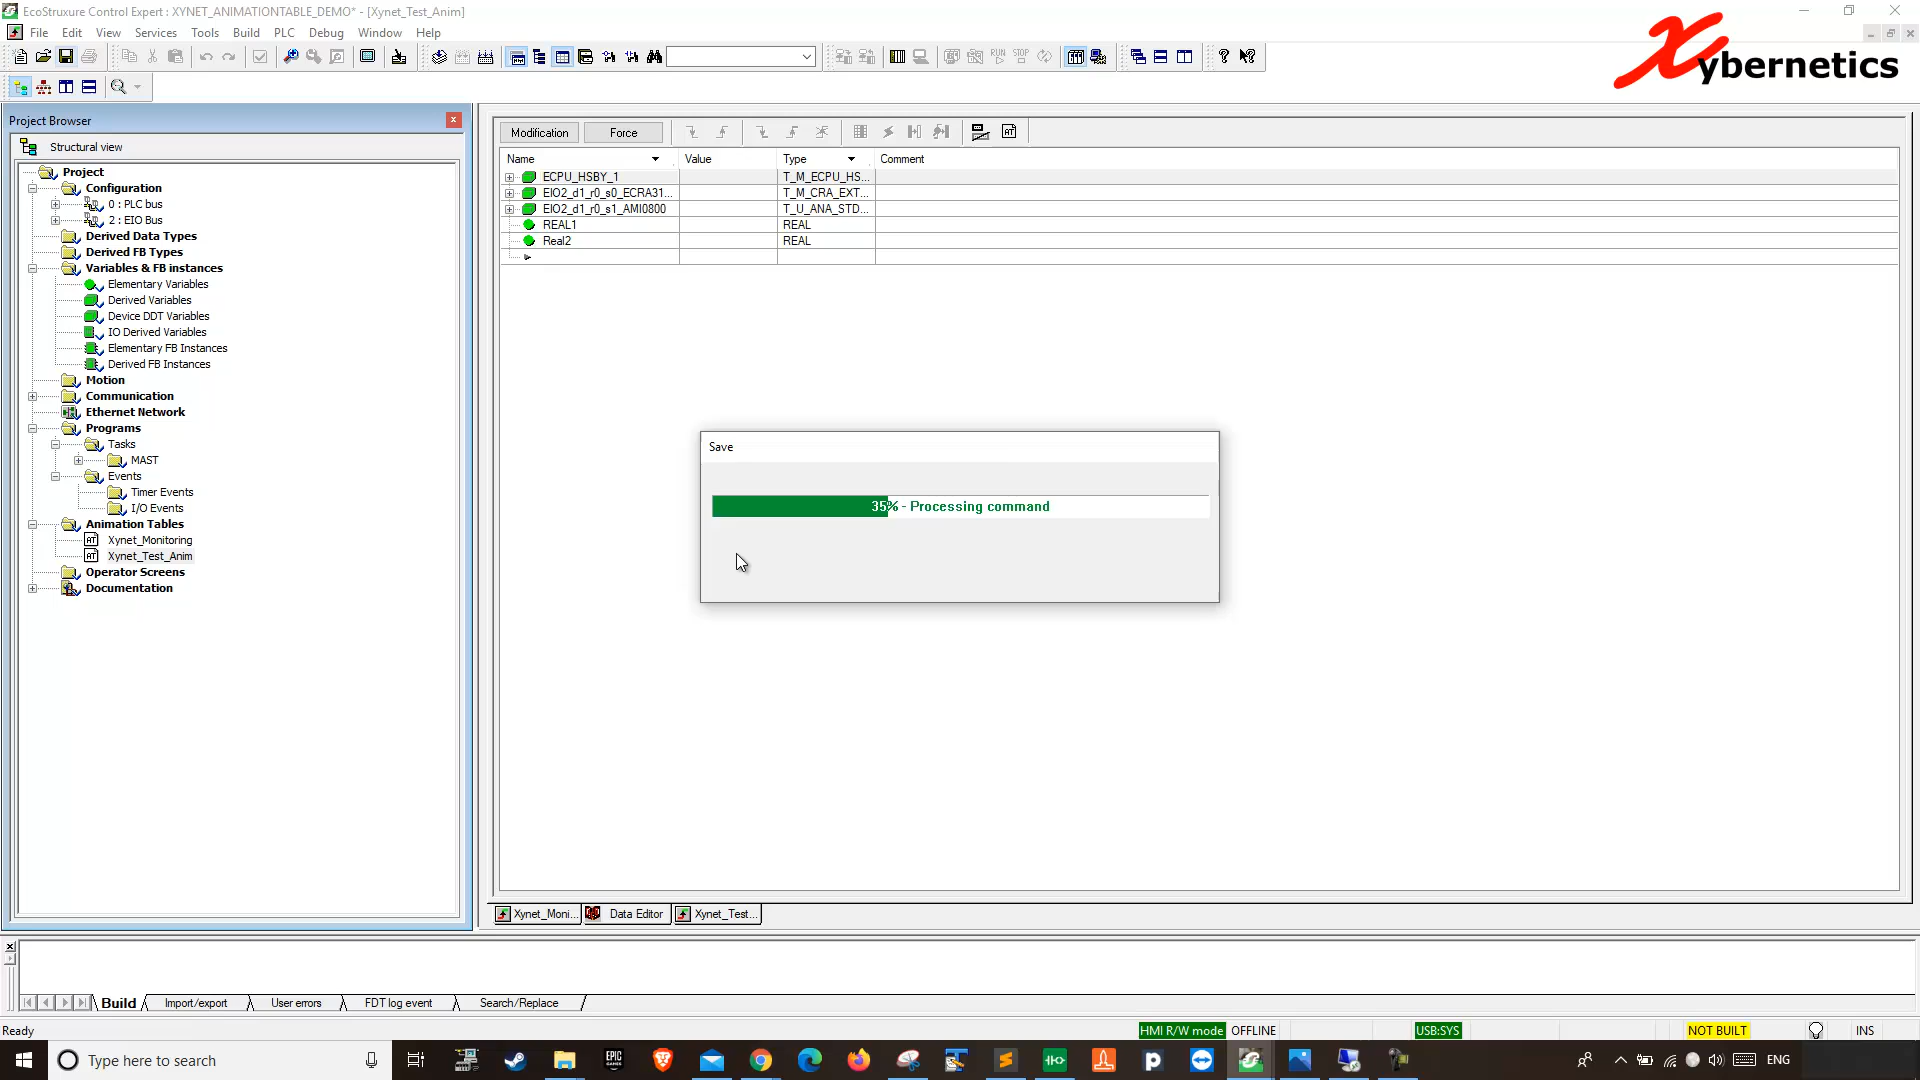 EcoStruxure Control Expert : XYNET_ANIMATIONTABLE_DEMO* - [Xynet_Test_Anim]
File Edit View Services Tools Build PLC Debug Window Help
Xybernetics
Project Browser
Structural view
Project
Configuration
0 : PLC bus
2 : EIO Bus
Derived Data Types
Derived FB Types
Variables & FB instances
Elementary Variables
Derived Variables
Device DDT Variables
IO Derived Variables
Elementary FB Instances
Derived FB Instances
Motion
Communication
Ethernet Network
Programs
Tasks
MAST
Events
Timer Events
I/O Events
Animation Tables
Xynet_Monitoring
Xynet_Test_Anim
Operator Screens
Documentation
Modification Force
Name Value Type Comment
ECPU_HSBY_1 T_M_ECPU_HS...
EIO2_d1_r0_s0_ECRA31... T_M_CRA_EXT...
EIO2_d1_r0_s1_AMI0800 T_U_ANA_STD...
REAL1 REAL
Real2 REAL
Save
35% - Processing command
Xynet_Moni... Data Editor Xynet_Test...
Build Import/export User errors FDT log event Search/Replace
Ready HMI R/W mode OFFLINE USB:SYS NOT BUILT INS
Type here to search ENG